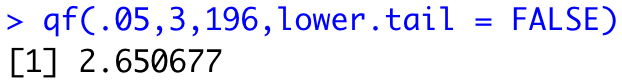 > qf(.05,3,196,lower.tail = FALSE)
[1] 2.650677